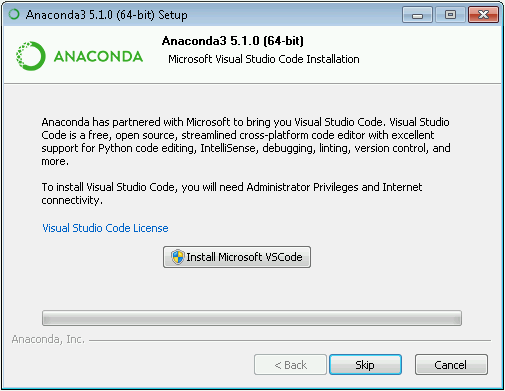 Anaconda3 5.1.0 (64-bit) Setup
ANACONDA
Anaconda3 5.1.0 (64-bit)
Microsoft Visual Studio Code Installation
Anaconda has partnered with Microsoft to bring you Visual Studio Code. Visual Studio
Code is a free, open source, streamlined cross-platform code editor with excellent
support for Python code editing, IntelliSense, debugging, linting, version control, and
more.
To install Visual Studio Code, you will need Administrator Privileges and Internet
connectivity.
Visual Studio Code License
Install Microsoft VSCode
Anaconda, Inc.
< Back
Skip
Cancel